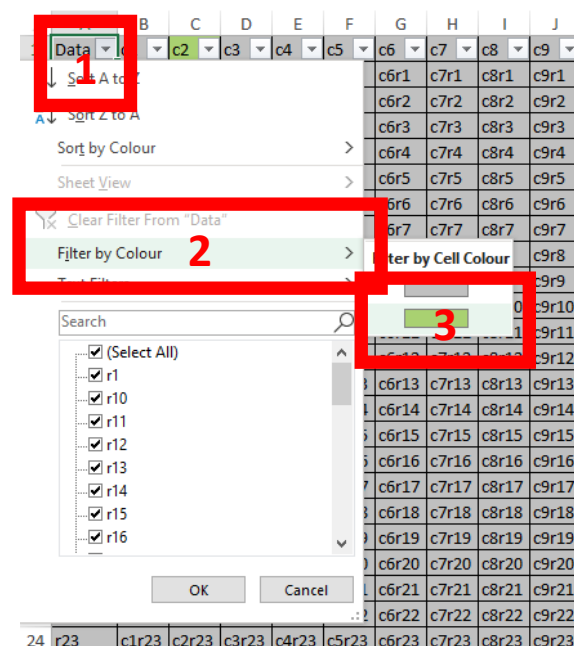 B C D E F G H I J
Data c2 c3 c4 c5 c6 c7 c8 c9
1
Sort A to Z c6r1 c7r1 c8r1 c9r1
c6r2 c7r2 c8r2 c9r2
Sort Z to A c6r3 c7r3 c8r3 c9r3
Sort by Colour c6r4 c7r4 c8r4 c9r4
Sheet View c6r5 c7r5 c8r5 c9r5
c6r6 c7r6 c8r6 c9r6
Clear Filter From "Data" c7r7 c8r7 c9r7
Filter by Colour 2 by Cell Colour c9r8
c9r9
Search 3 c9r10
c9r11
(Select All) c9r12
r1 c6r13 c7r13 c8r13 c9r13
r10 c6r14 c7r14 c8r14 c9r14
r11 c6r15 c7r15 c8r15 c9r15
r12 c6r16 c7r16 c8r16 c9r16
r13 c6r17 c7r17 c8r17 c9r17
r14 c6r18 c7r18 c8r18 c9r18
r15 c6r19 c7r19 c8r19 c9r19
r16 c6r20 c7r20 c8r20 c9r20
OK Cancel c6r21 c7r21 c8r21 c9r21
c6r22 c7r22 c8r22 c9r22
24 r23 c1r23 c2r23 c3r23 c4r23 c5r23 c6r23 c7r23 c8r23 c9r23